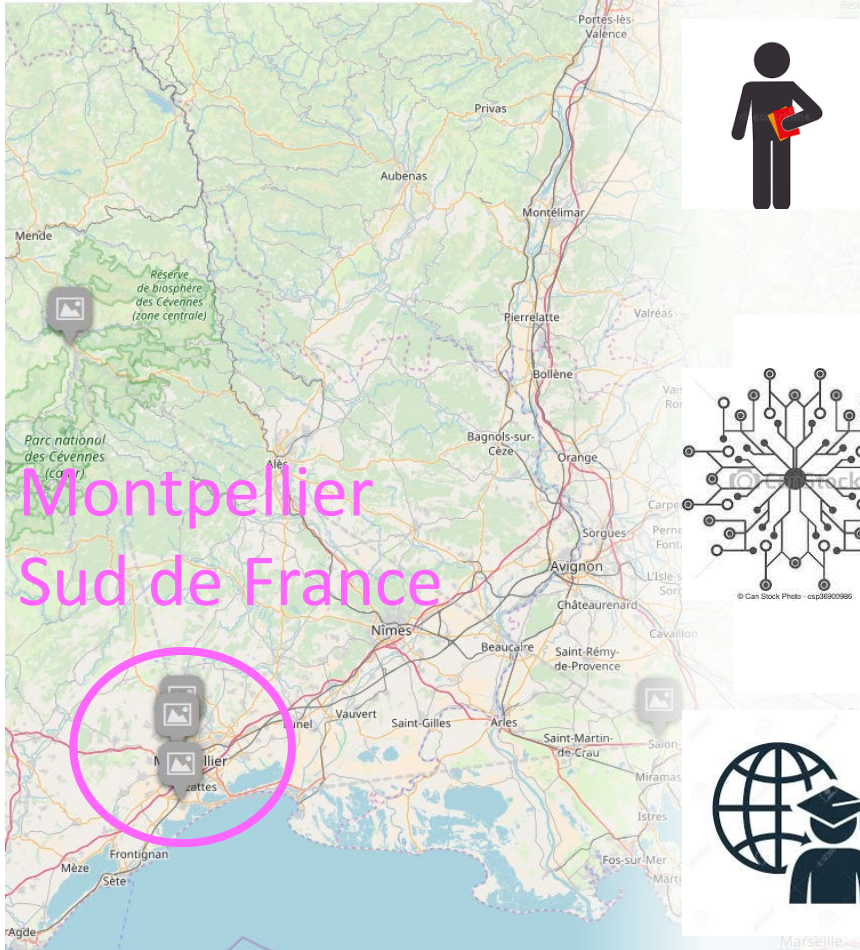 Portes-lès-
Valence
Privas
Aubenas
Montélimar
Mende
Réserve
de biosphère
des Cévennes
(zone centrale)
Pierrelatte
Valréas
Bollène
Parc national
des Cévennes
(cœur)
Alès
Bagnols-sur-
Cèze
Orange
Montpellier
Sud de France
Sorgues
Avignon
Châteaurenard
© Can Stock Photo - csp36900986
Nîmes
Beaucaire
Cavaillon
Saint-Rémy-
de-Provence
Vauvert
Saint-Gilles
Arles
Saint-Martin-
de-Crau
Salon-
Miramas
Istres
Frontignan
Mèze
Sète
Fos-sur-Mer
Agde
Marseille